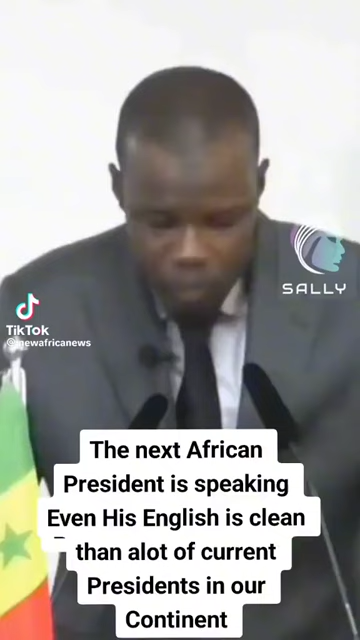 SALLY
TikTok
@newafricanews
The next African
President is speaking
Even His English is clean
than alot of current
Presidents in our
Continent